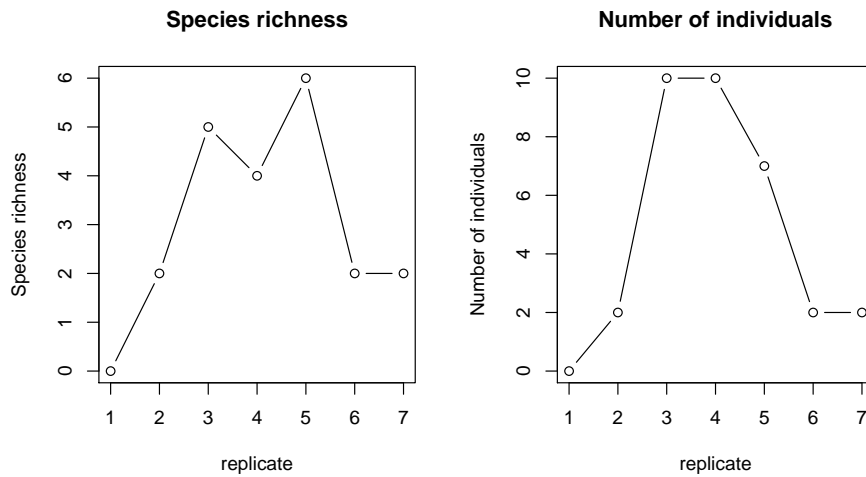 Species richness
Species richness
6
5
4
3
2
1
0
1 2 3 4 5 6 7
replicate
Number of individuals
Number of individuals
10
8
6
4
2
0
1 2 3 4 5 6 7
replicate